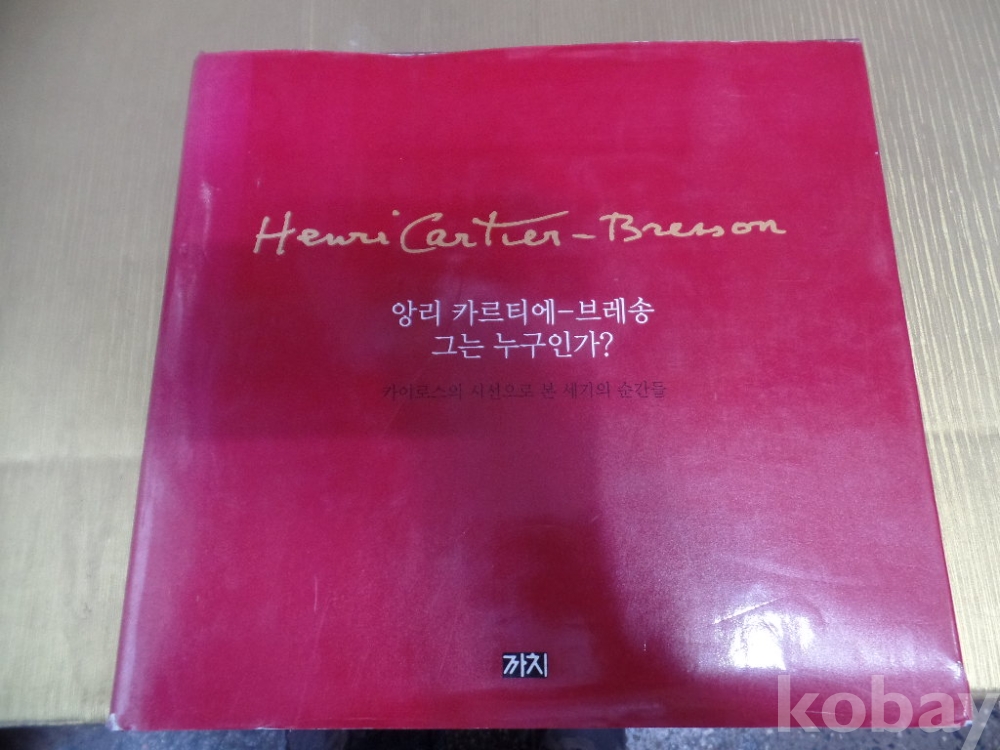 Henri Cartier-Bresson
앙리 카르티에-브레송
그는 누구인가?
카이로스의 시선으로 본 세기의 순간들
까치
kobay